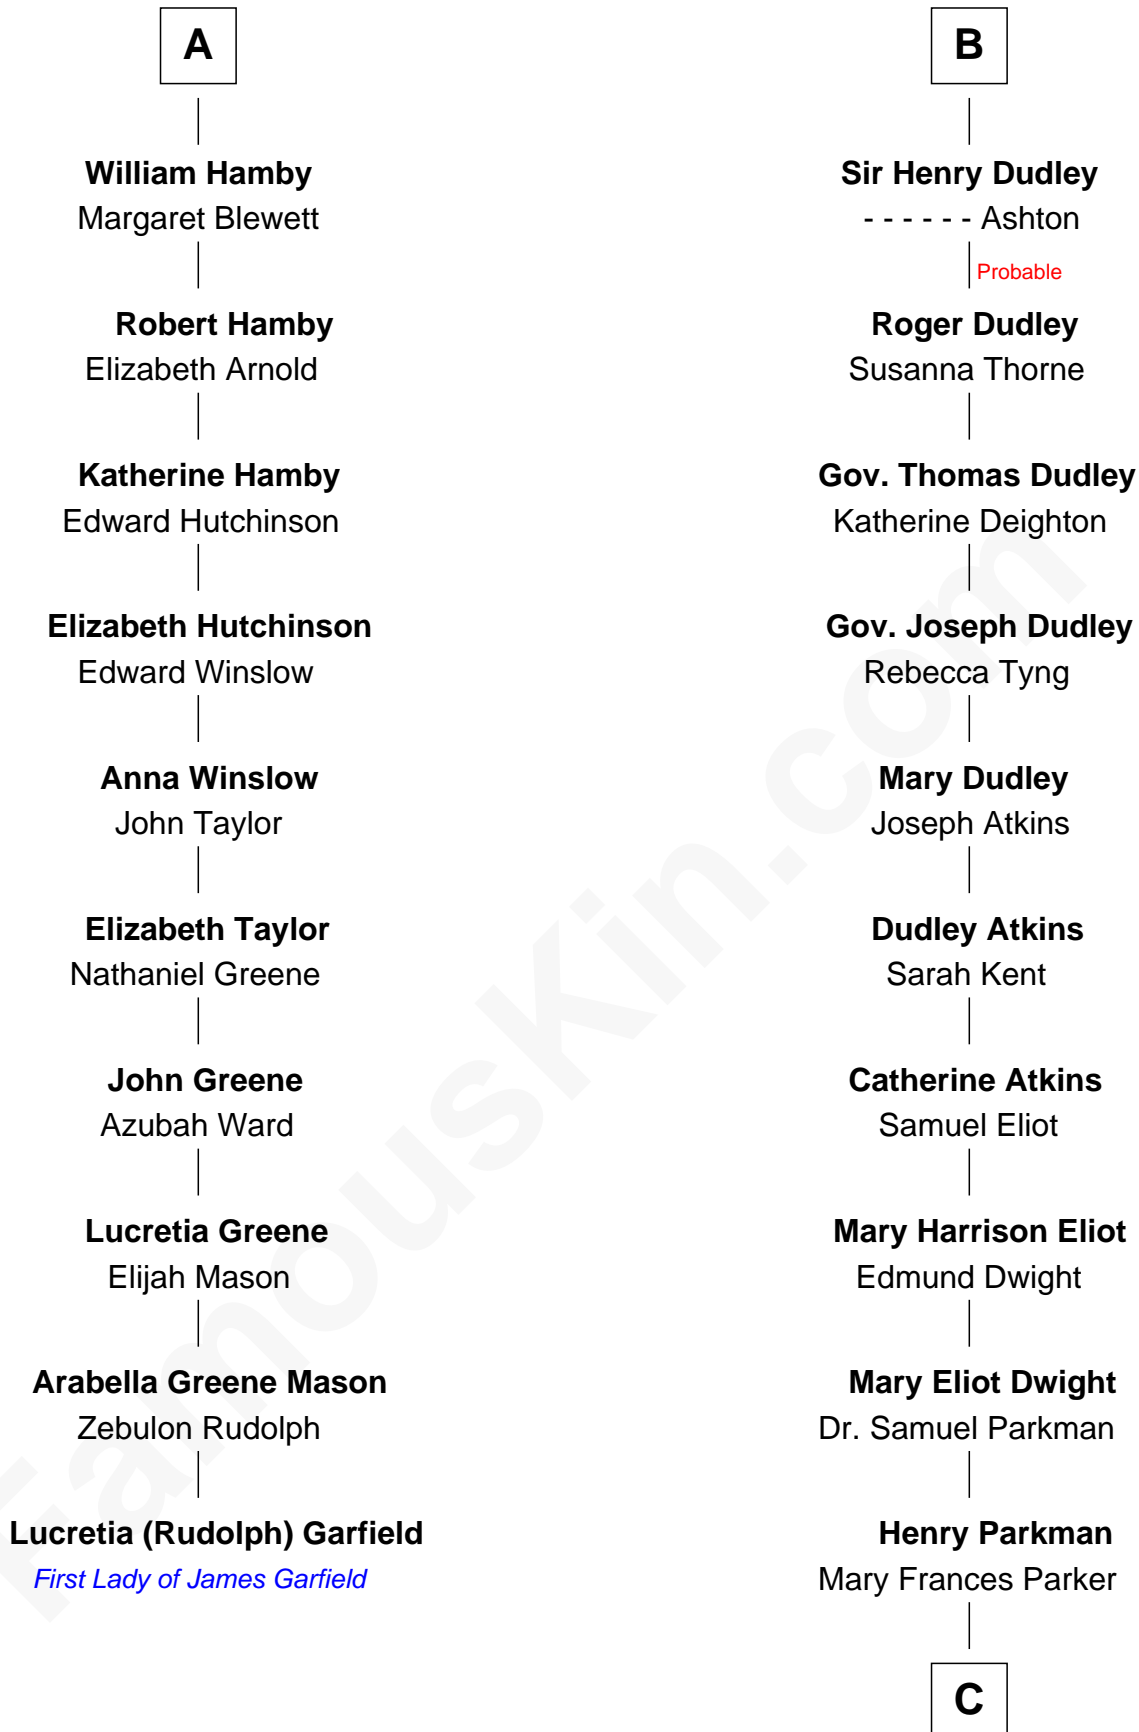 A
William Hamby
Margaret Blewett
Robert Hamby
Elizabeth Arnold
Katherine Hamby
Edward Hutchinson
Elizabeth Hutchinson
Edward Winslow
Anna Winslow
John Taylor
Elizabeth Taylor
Nathaniel Greene
John Greene
Azubah Ward
Lucretia Greene
Elijah Mason
Arabella Greene Mason
Zebulon Rudolph
Lucretia (Rudolph) Garfield
First Lady of James Garfield
B
Sir Henry Dudley
- - - - - - Ashton
Probable
Roger Dudley
Susanna Thorne
Gov. Thomas Dudley
Katherine Deighton
Gov. Joseph Dudley
Rebecca Tyng
Mary Dudley
Joseph Atkins
Dudley Atkins
Sarah Kent
Catherine Atkins
Samuel Eliot
Mary Harrison Eliot
Edmund Dwight
Mary Eliot Dwight
Dr. Samuel Parkman
Henry Parkman
Mary Frances Parker
C
FamousKin.com